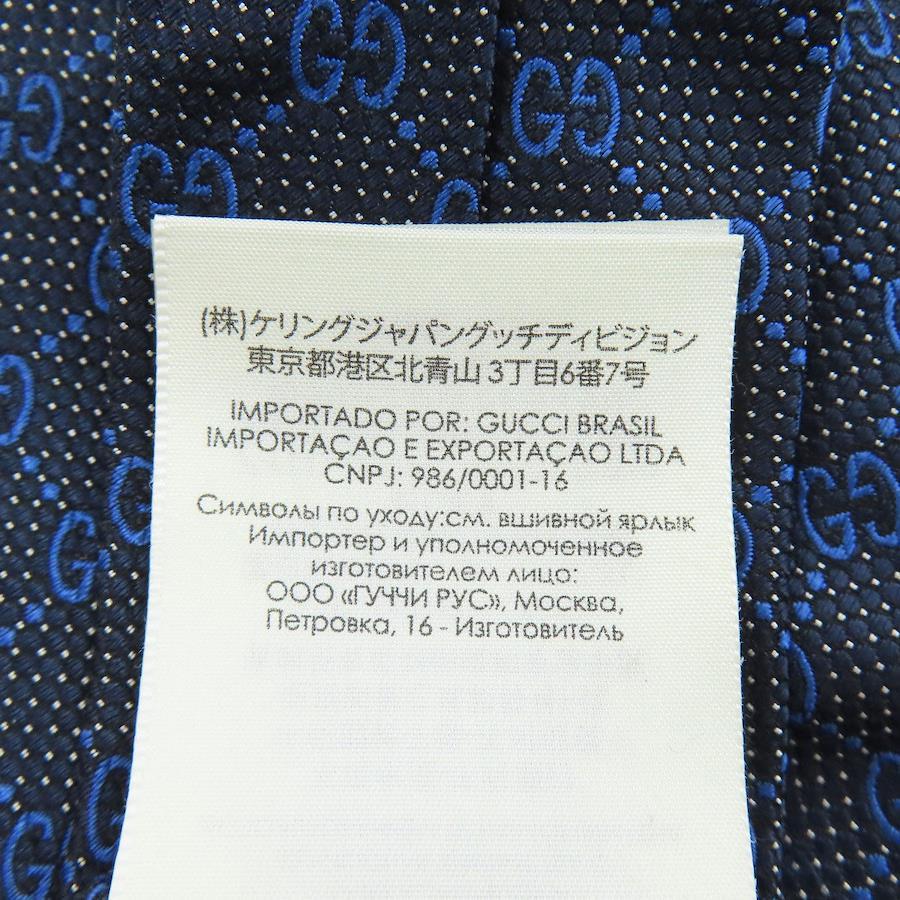 (株)ケリングジャパングッチディビジョン
東京都港区北青山 3丁目6番7号
IMPORTADO POR: GUCCI BRASIL
IMPORTAÇAO E EXPORTAÇAO LTDA
CNPJ: 986/0001-16
Символы по уходу:см. вшивной ярлык
Импортер и уполномоченное
изготовителем лицо:
ООО «ГУЧЧИ РУС», Москва,
Петровка, 16 - Изготовитель